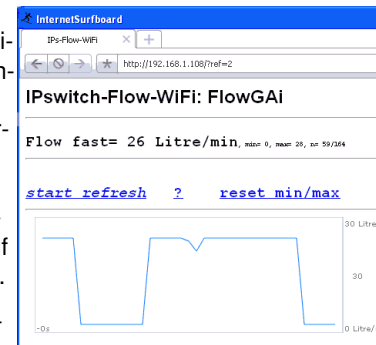 InternetSurfboard
IPs-Flow-WiFi
http://192.168.1.108/?ref=2
IPswitch-Flow-WiFi: FlowGAi
Flow fast= 26 Litre/min, min= 0, max= 28, n= 59/164
start refresh ? reset min/max
30 Litre
30
-0s
0 Litre/